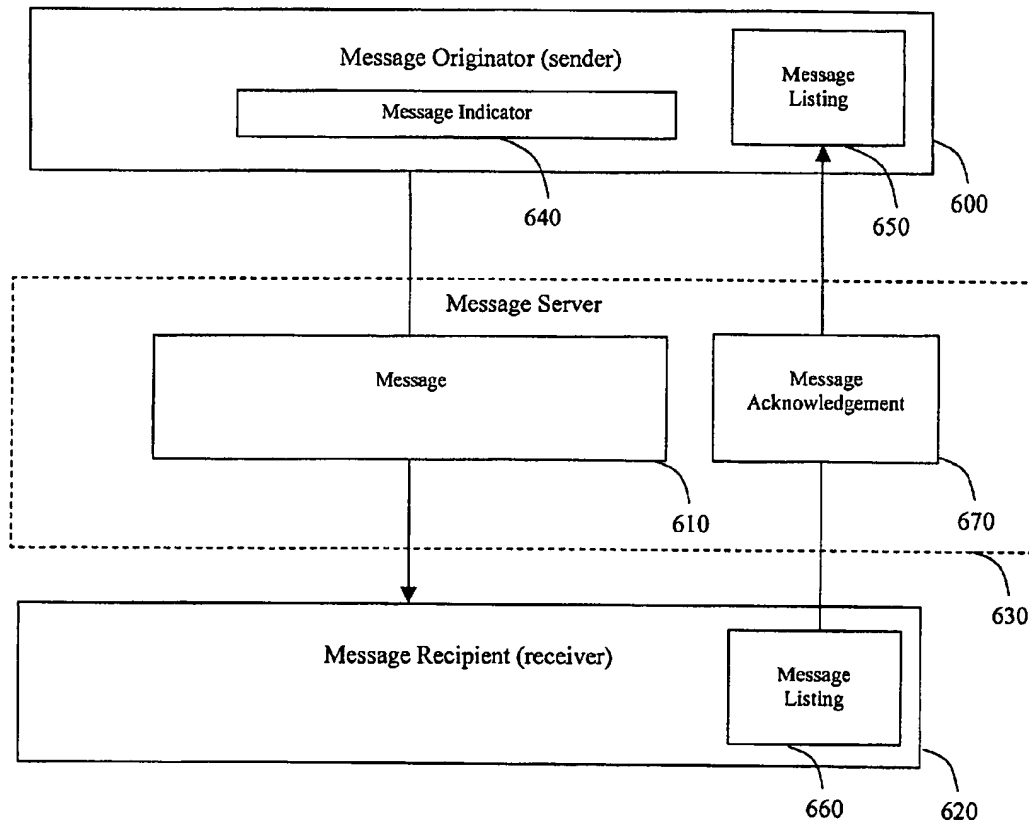 Message Originator (sender)
Message
Listing
Message Indicator
640
650
600
Message Server
Message
Message
Acknowledgement
610
670
630
Message Recipient (receiver)
Message
Listing
660
620